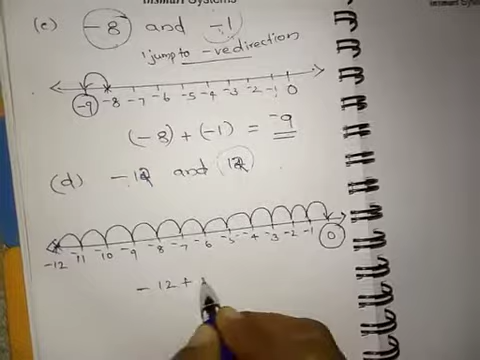 Systems
(c) -8 and -1
1 jump to -ve direction
-9 -8 -7 -6 -5 -4 -3 -2 -1 0
(-8) + (-1) = -9
(d) -12 and 12
-12 -11 -10 -9 -8 -7 -6 -5 -4 -3 -2 -1 0
- 12 +